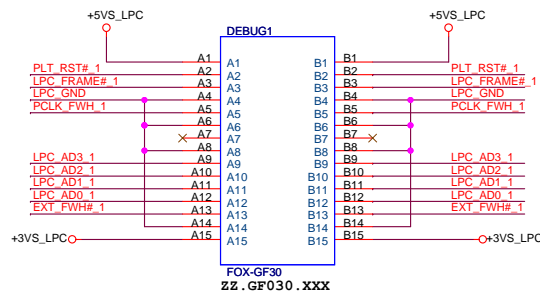 +5VS_LPC +5VS_LPC
DEBUG1
A1 A1 B1 B1
PLT_RST#_1 A2 A2 B2 B2 PLT_RST#_1
LPC_FRAME#_1 A3 A3 B3 B3 LPC_FRAME#_1
LPC_GND A4 A4 B4 B4 LPC_GND
PCLK_FWH_1 A5 A5 B5 B5 PCLK_FWH_1
A6 A6 B6 B6
A7 A7 B7 B7
A8 A8 B8 B8
LPC_AD3_1 A9 A9 B9 B9 LPC_AD3_1
LPC_AD2_1 A10 A10 B10 B10 LPC_AD2_1
LPC_AD1_1 A11 A11 B11 B11 LPC_AD1_1
LPC_AD0_1 A12 A12 B12 B12 LPC_AD0_1
EXT_FWH#_1 A13 A13 B13 B13 EXT_FWH#_1
A14 A14 B14 B14
+3VS_LPC A15 A15 B15 B15 +3VS_LPC
FOX-GF30
ZZ.GF030.XXX